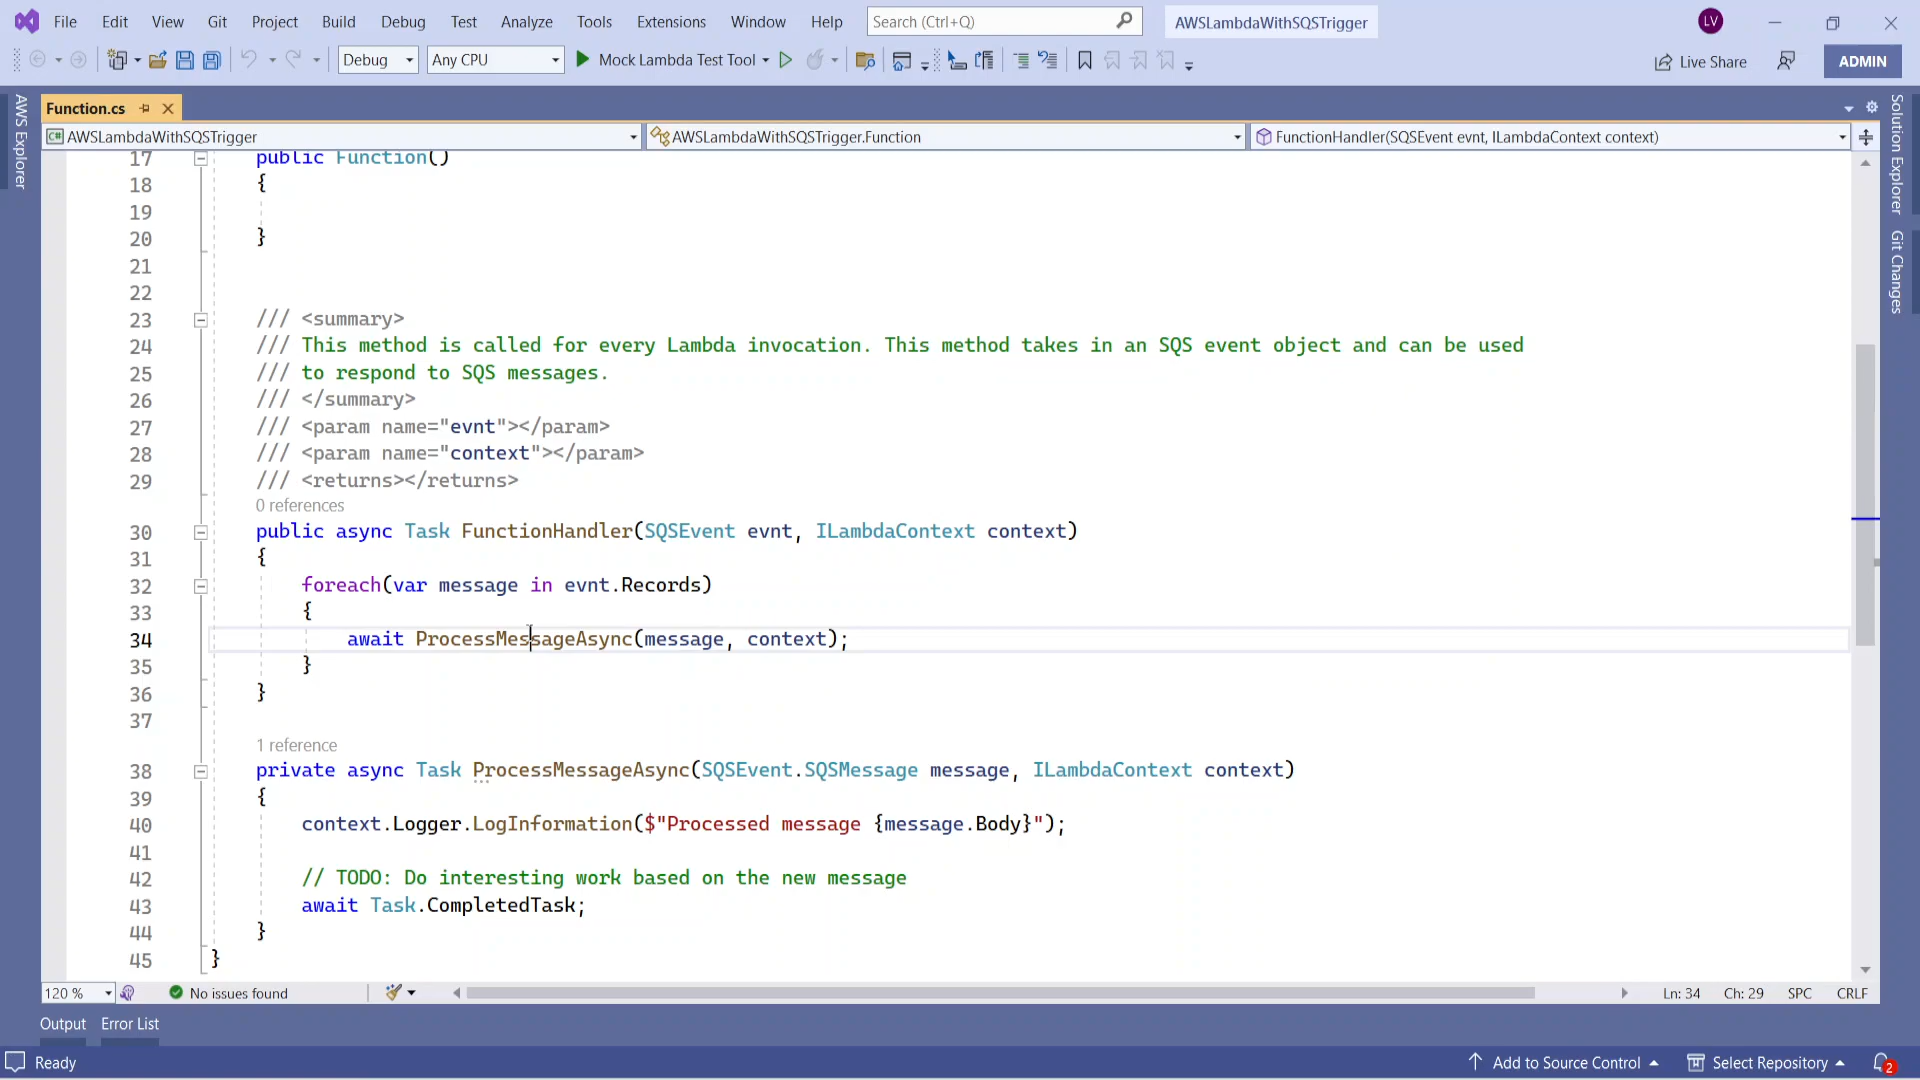 File Edit View Git Project Build Debug Test Analyze Tools Extensions Window Help Search (Ctrl+Q) AWSLambdaWithSQSTrigger LV
Debug Any CPU Mock Lambda Test Tool Live Share ADMIN
AWS Explorer
Function.cs
AWSLambdaWithSQSTrigger AWSLambdaWithSQSTrigger.Function FunctionHandler(SQSEvent evnt, ILambdaContext context)
17 public Function()
18 {
19
20 }
21
22
23 /// <summary>
24 /// This method is called for every Lambda invocation. This method takes in an SQS event object and can be used
25 /// to respond to SQS messages.
26 /// </summary>
27 /// <param name="evnt"></param>
28 /// <param name="context"></param>
29 /// <returns></returns>
0 references
30 public async Task FunctionHandler(SQSEvent evnt, ILambdaContext context)
31 {
32 foreach(var message in evnt.Records)
33 {
34 await ProcessMessageAsync(message, context);
35 }
36 }
37
1 reference
38 private async Task ProcessMessageAsync(SQSEvent.SQSMessage message, ILambdaContext context)
39 {
40 context.Logger.LogInformation($"Processed message {message.Body}");
41
42 // TODO: Do interesting work based on the new message
43 await Task.CompletedTask;
44 }
45 }
Solution Explorer
Git Changes
120 % No issues found Ln: 34 Ch: 29 SPC CRLF
Output Error List
Ready Add to Source Control Select Repository 2